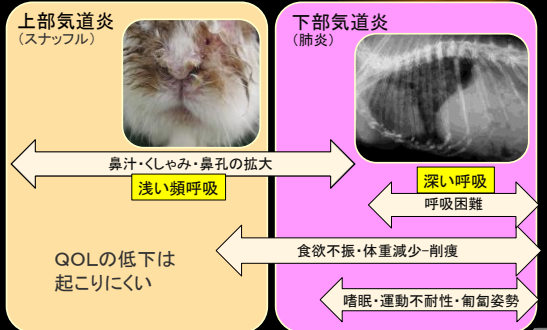 上部気道炎
(スナッフル)
下部気道炎
(肺炎)
鼻汁・くしゃみ・鼻孔の拡大
浅い頻呼吸
深い呼吸
呼吸困難
食欲不振・体重減少−削痩
QOLの低下は
起こりにくい
嗜眠・運動不耐性・匍匐姿勢